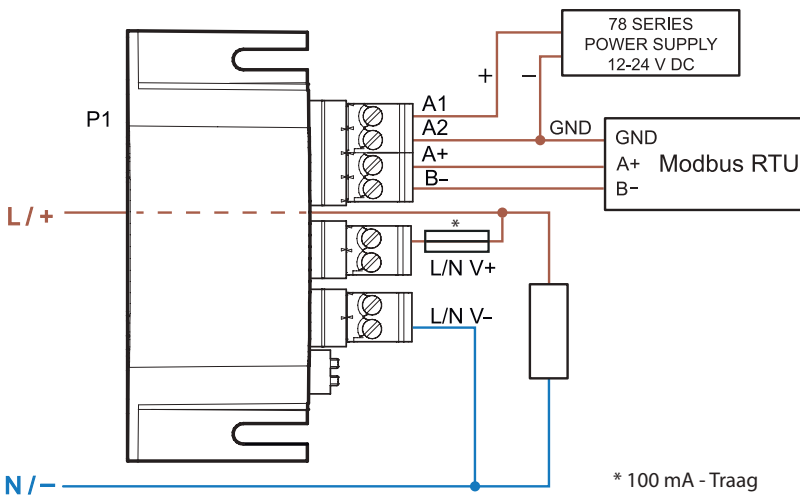 78 SERIES
POWER SUPPLY
12-24 V DC
+
–
A1
A2
GND
A+
B–
GND
A+
B–
Modbus RTU
P1
L / +
*
L/N V+
L/N V–
N / –
* 100 mA - Traag